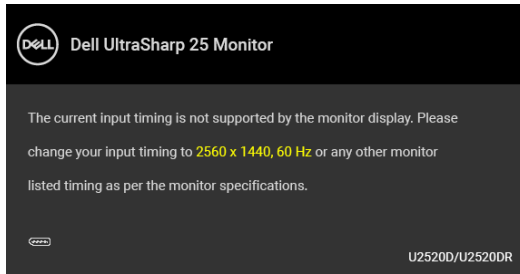 DELL
Dell UltraSharp 25 Monitor
The current input timing is not supported by the monitor display. Please
change your input timing to 2560 x 1440, 60 Hz or any other monitor
listed timing as per the monitor specifications.
U2520D/U2520DR